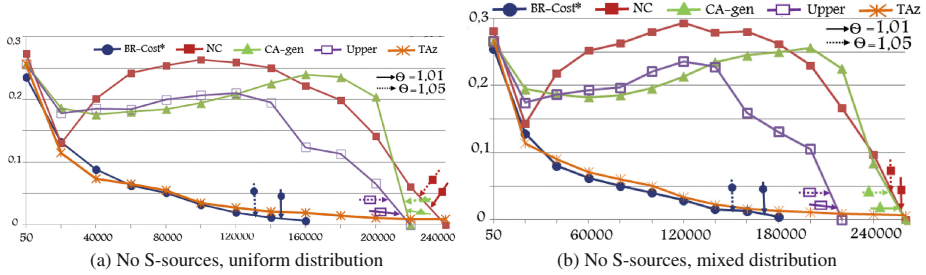 BR-Cost* NC CA-gen Upper TAz
0,3
Θ =1,01
Θ =1,05
0,2
0,1
0
50 40000 80000 120000 160000 200000 240000
(a) No S-sources, uniform distribution
BR-Cost* NC CA-gen Upper TAz
0,3
Θ =1,01
Θ =1,05
0,2
0,1
0
50 60000 120000 180000 240000
(b) No S-sources, mixed distribution